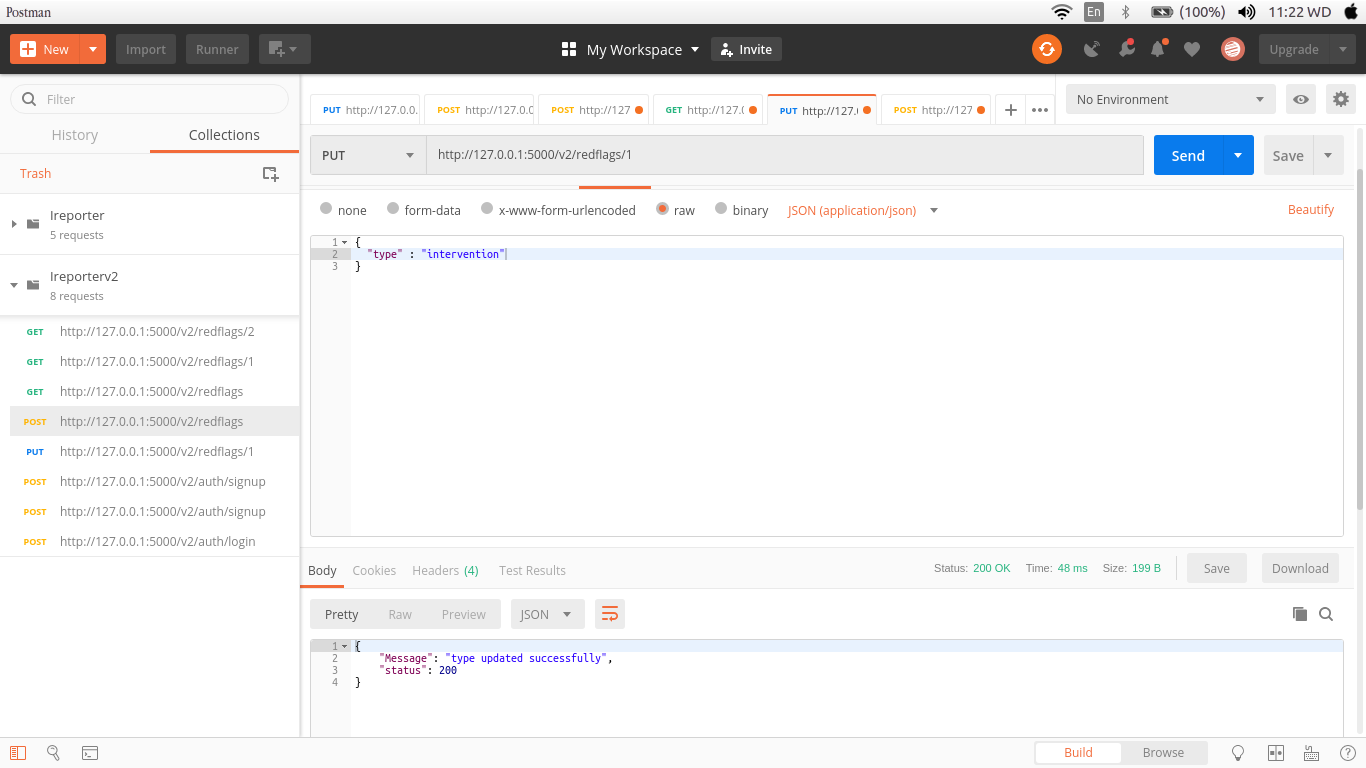 Postman
En (100%) 11:22 WD
New Import Runner My Workspace Invite Upgrade
Filter
History Collections
Trash
Ireporter
5 requests
Ireporterv2
8 requests
GET http://127.0.0.1:5000/v2/redflags/2
GET http://127.0.0.1:5000/v2/redflags/1
GET http://127.0.0.1:5000/v2/redflags
POST http://127.0.0.1:5000/v2/redflags
PUT http://127.0.0.1:5000/v2/redflags/1
POST http://127.0.0.1:5000/v2/auth/signup
POST http://127.0.0.1:5000/v2/auth/signup
POST http://127.0.0.1:5000/v2/auth/login
PUT http://127.0.0. POST http://127.0.0 POST http://127 GET http://127.0 PUT http://127. POST http://127
No Environment
PUT http://127.0.0.1:5000/v2/redflags/1 Send Save
none form-data x-www-form-urlencoded raw binary JSON (application/json) Beautify
1 {
2 "type" : "intervention"
3 }
Body Cookies Headers (4) Test Results Status: 200 OK Time: 48 ms Size: 199 B Save Download
Pretty Raw Preview JSON
1 {
2 "Message": "type updated successfully",
3 "status": 200
4 }
Build Browse